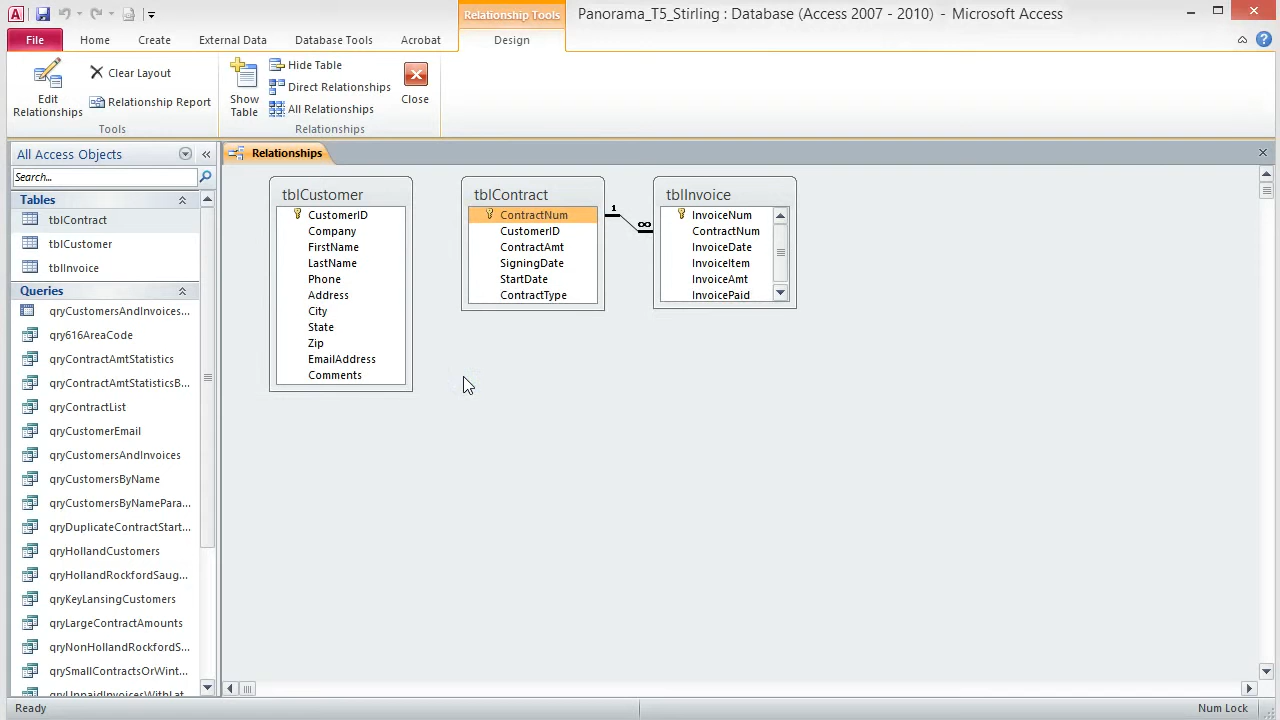 Relationship Tools
Panorama_T5_Stirling : Database (Access 2007 - 2010) - Microsoft Access
File
Home
Create
External Data
Database Tools
Acrobat
Design
Edit
Relationships
Clear Layout
Relationship Report
Tools
Show
Table
Hide Table
Direct Relationships
All Relationships
Relationships
Close
All Access Objects
Search...
Tables
tblContract
tblCustomer
tblInvoice
Queries
qryCustomersAndInvoices...
qry616AreaCode
qryContractAmtStatistics
qryContractAmtStatisticsB...
qryContractList
qryCustomerEmail
qryCustomersAndInvoices
qryCustomersByName
qryCustomersByNamePara...
qryDuplicateContractStart...
qryHollandCustomers
qryHollandRockfordSaug...
qryKeyLansingCustomers
qryLargeContractAmounts
qryNonHollandRockfordS...
qrySmallContractsOrWint...
qryUnpaidInvoicesWithLat...
Relationships
tblCustomer
CustomerID
Company
FirstName
LastName
Phone
Address
City
State
Zip
EmailAddress
Comments
tblContract
ContractNum
CustomerID
ContractAmt
SigningDate
StartDate
ContractType
1
∞
tblInvoice
InvoiceNum
ContractNum
InvoiceDate
InvoiceItem
InvoiceAmt
InvoicePaid
Ready
Num Lock